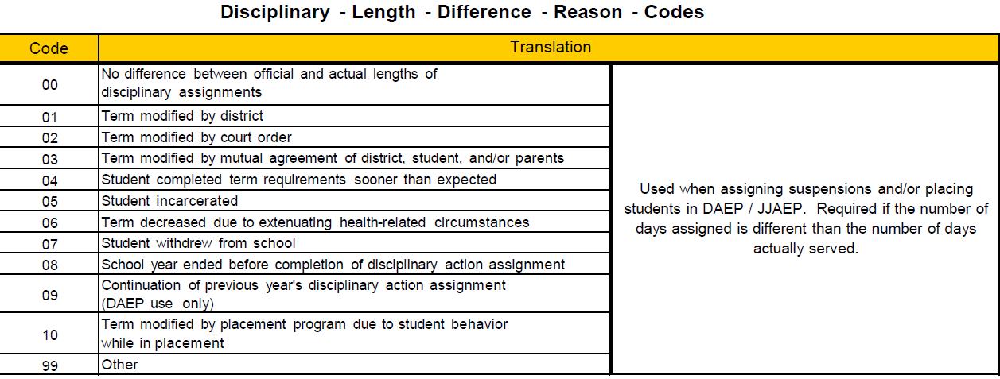 Disciplinary - Length - Difference - Reason - Codes
Code Translation
00 No difference between official and actual lengths of
disciplinary assignments
01 Term modified by district
02 Term modified by court order
03 Term modified by mutual agreement of district, student, and/or parents
04 Student completed term requirements sooner than expected
05 Student incarcerated
06 Term decreased due to extenuating health-related circumstances
07 Student withdrew from school
08 School year ended before completion of disciplinary action assignment
09 Continuation of previous year's disciplinary action assignment
(DAEP use only)
10 Term modified by placement program due to student behavior
while in placement
99 Other
Used when assigning suspensions and/or placing
students in DAEP / JJAEP. Required if the number of
days assigned is different than the number of days
actually served.